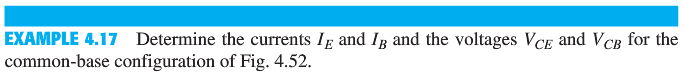 EXAMPLE 4.17 Determine the currents I_E and I_B and the voltages V_CE and V_CB for the
common-base configuration of Fig. 4.52.